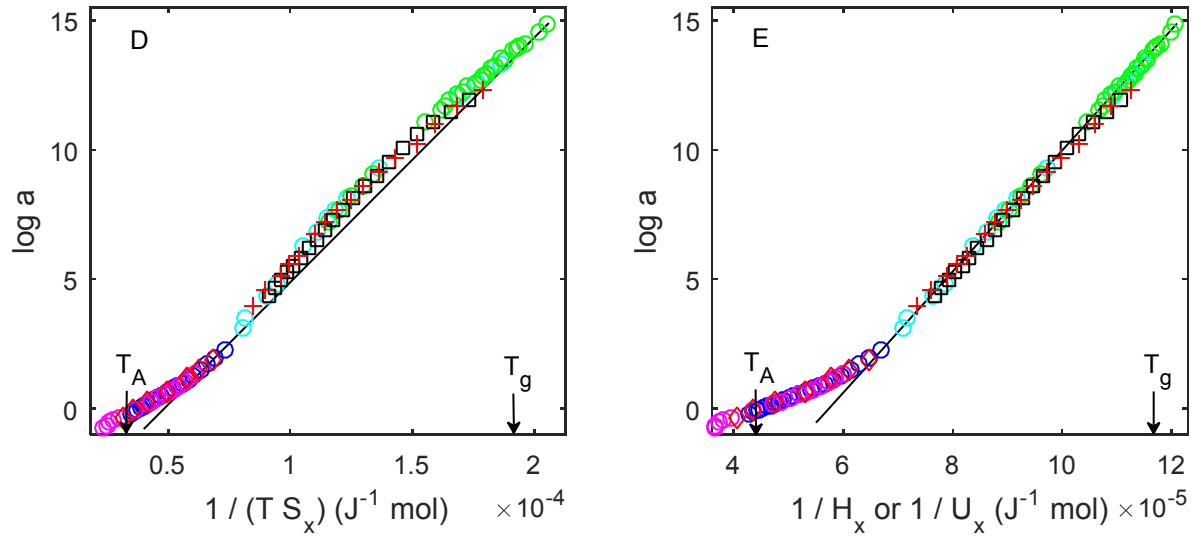 D
log a
15
10
5
0
T_A
T_g
0.5
1
1.5
2
1 / (T S_x) (J^-1 mol)
×10^-4
E
log a
15
10
5
0
T_A
T_g
4
6
8
10
12
1 / H_x or 1 / U_x (J^-1 mol)
×10^-5